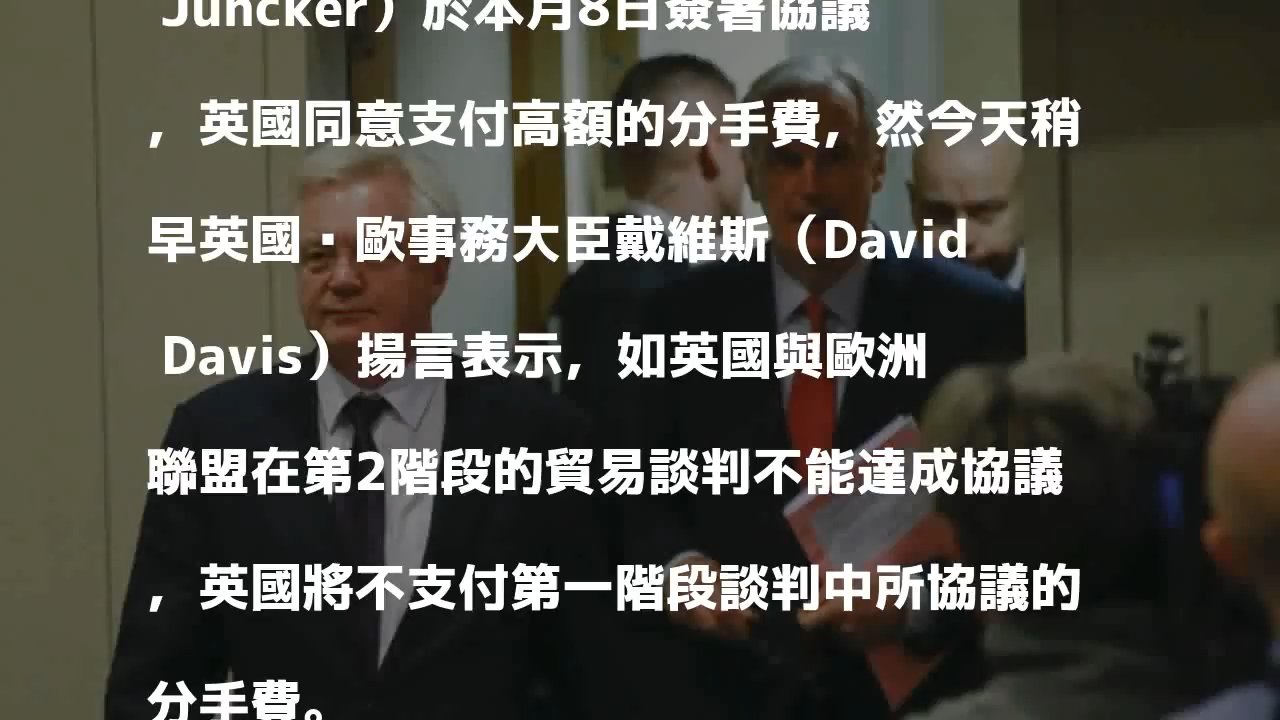 Juncker）於本月8日簽署協議
，英國同意支付高額的分手費，然今天稍
早英國·歐事務大臣戴維斯（David
Davis）揚言表示，如英國與歐洲
聯盟在第2階段的貿易談判不能達成協議
，英國將不支付第一階段談判中所協議的
分手費。